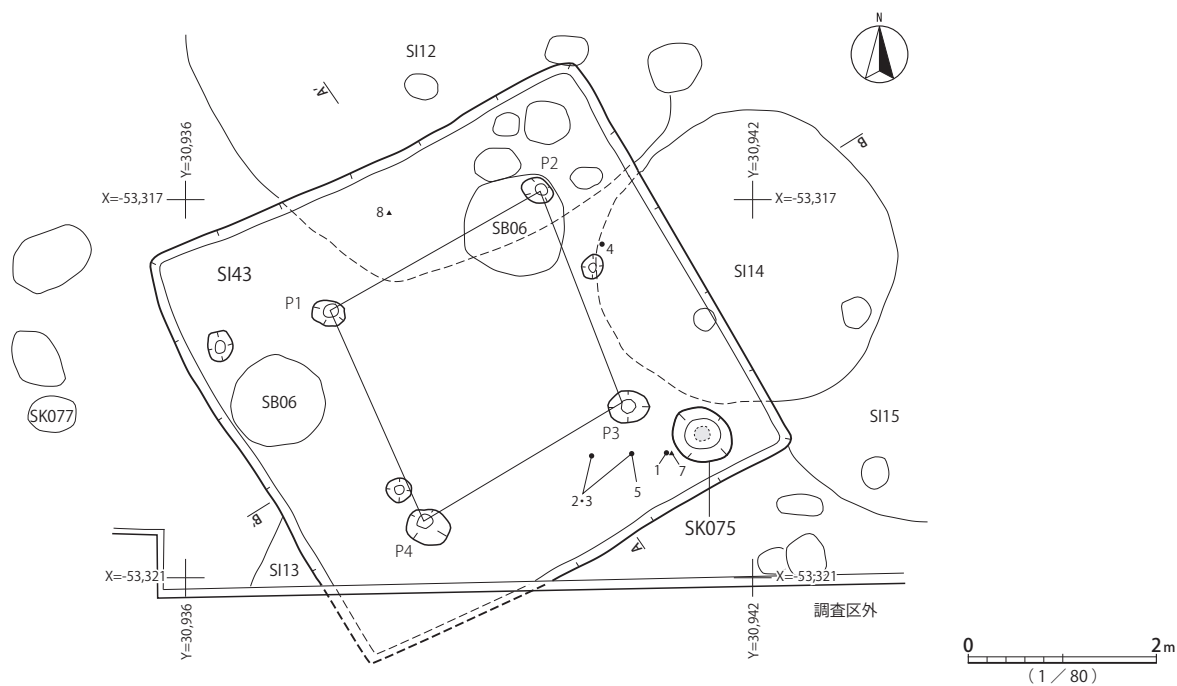 N
SI12
A'
Y=30,936
Y=30,942
B
P2
X=-53,317
X=-53,317
8
SB06
4
SI43
SI14
P1
SB06
SK077
P3
SI15
1
7
2・3
5
SK075
B'
P4
A
SI13
X=-53,321
X=-53,321
調査区外
Y=30,936
Y=30,942
0
2m
(1/80)